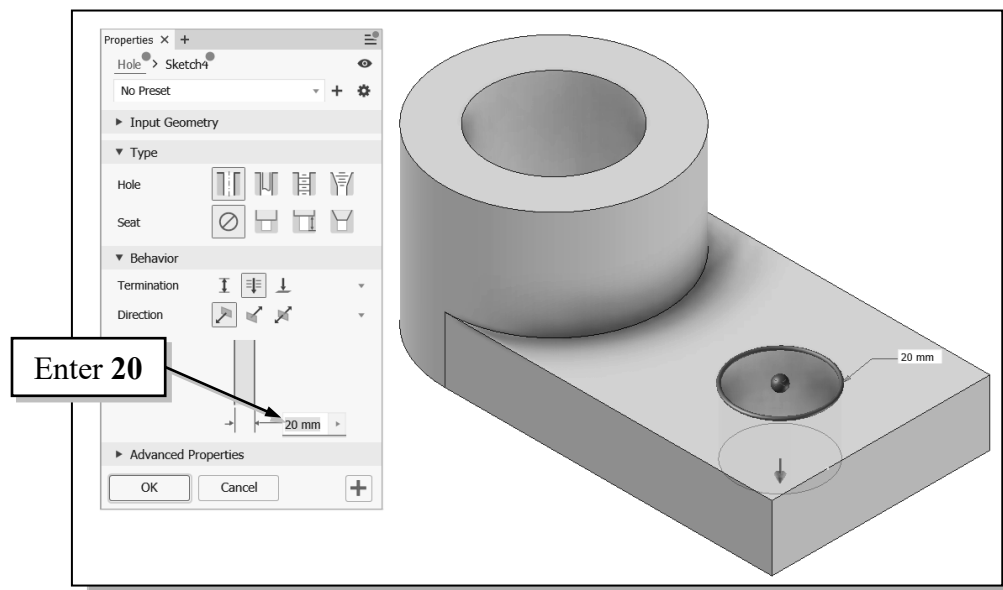 Properties × +
Hole > Sketch4
No Preset
Input Geometry
Type
Hole
Seat
Behavior
Termination
Direction
Enter 20
20 mm
20 mm
Advanced Properties
OK Cancel